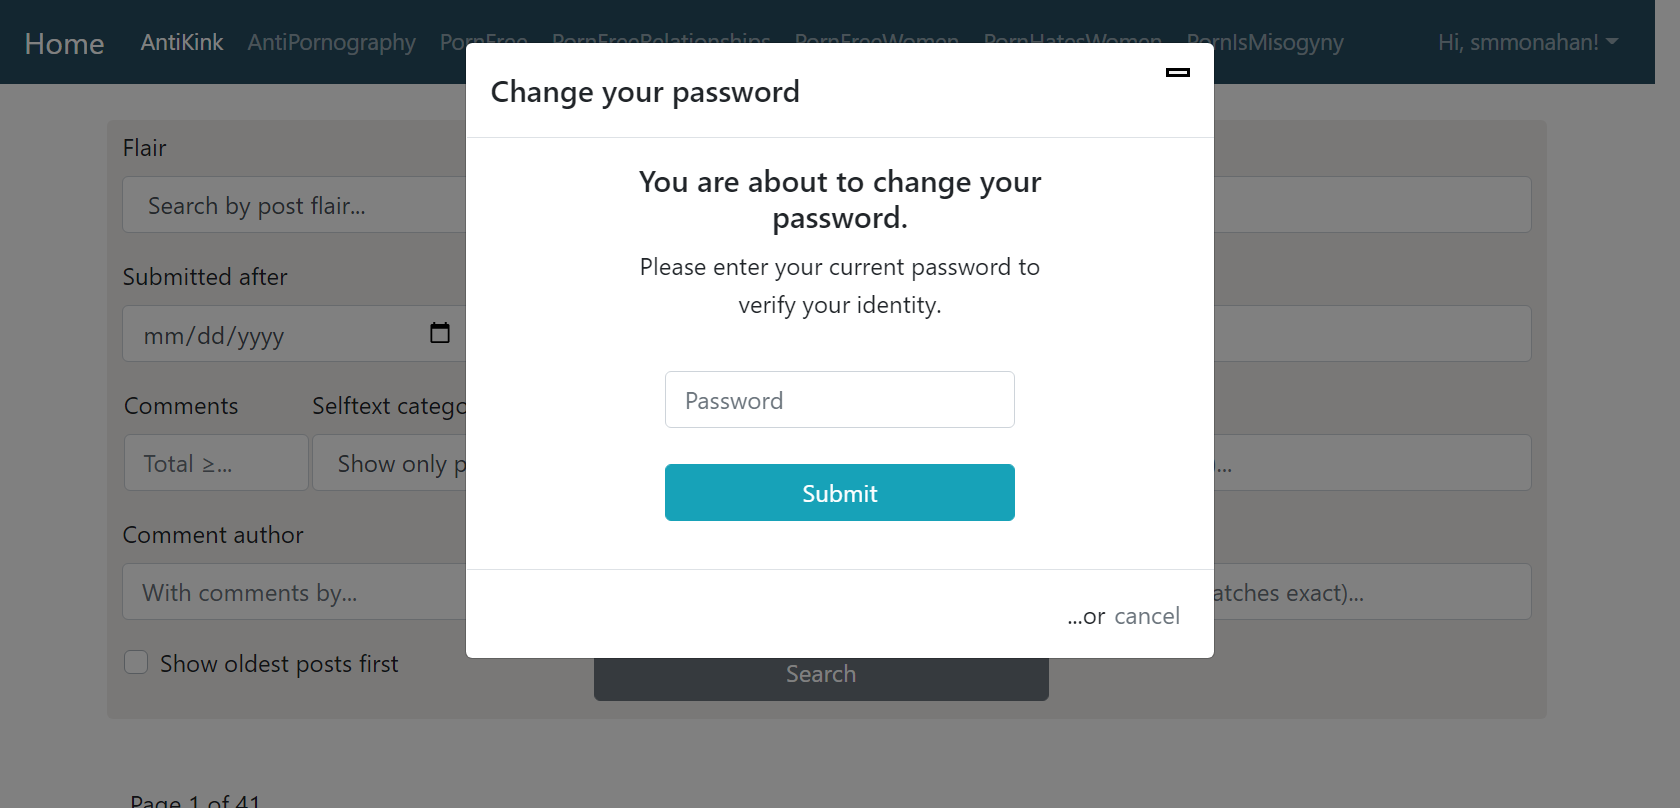 Home AntiKink AntiPornography PornFree PornFreeRelationships PornFreeWomen PornHatesWomen PornIsMisogyny Hi, smmonahan!
Change your password
Flair
You are about to change your
password.
Search by post flair...
Please enter your current password to
verify your identity.
Submitted after
mm/dd/yyyy
Password
Comments Selftext catego
Total ≥... Show only p ...
Submit
Comment author
With comments by... atches exact)...
...or cancel
Show oldest posts first
Search
Page 1 of 41